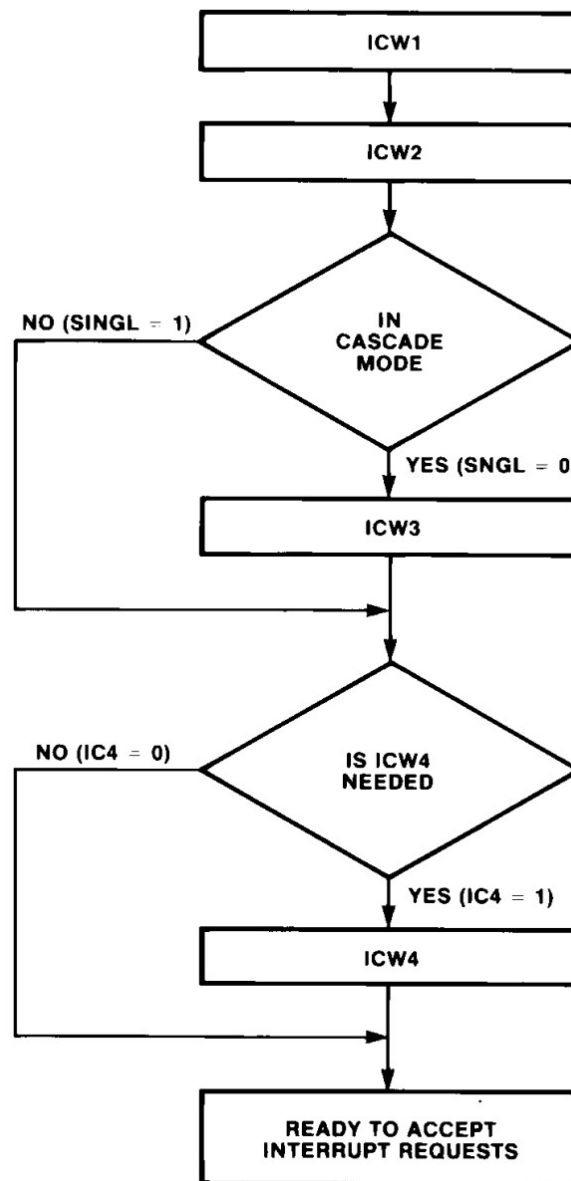 ICW1
ICW2
IN
CASCADE
MODE
NO (SINGL = 1)
YES (SNGL = 0
ICW3
IS ICW4
NEEDED
NO (IC4 = 0)
YES (IC4 = 1)
ICW4
READY TO ACCEPT
INTERRUPT REQUESTS